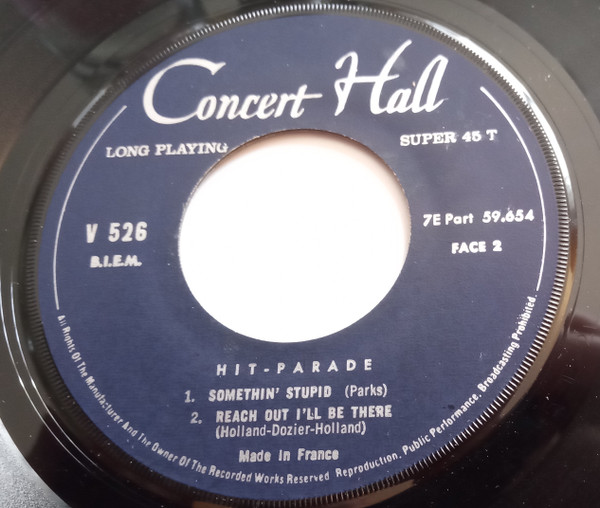 Concert Hall
LONG PLAYING
SUPER 45 T
V 526
B.I.E.M.
7E Part 59.654
FACE 2
HIT-PARADE
1. SOMETHIN' STUPID (Parks)
2. REACH OUT I'LL BE THERE
(Holland-Dozier-Holland)
Made In France
All Rights Of The Manufacturer And The Owner Of The Recorded Works Reserved Reproduction, Public Performance, Broadcasting Prohibited.